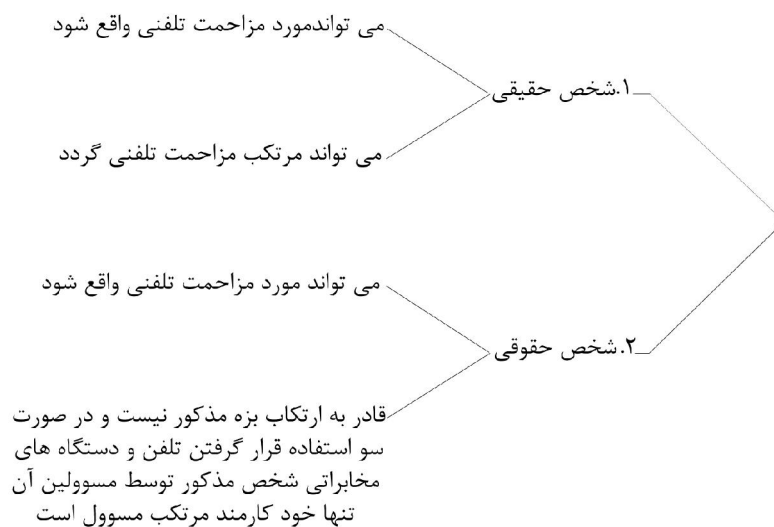 می تواندمورد مزاحمت تلفنی واقع شود
۱.شخص حقیقی
می تواند مرتکب مزاحمت تلفنی گردد
می تواند مورد مزاحمت تلفنی واقع شود
۲.شخص حقوقی
قادر به ارتکاب بزه مذکور نیست و در صورت
سو استفاده قرار گرفتن تلفن و دستگاه های
مخابراتی شخص مذکور توسط مسوولین آن
تنها خود کارمند مرتکب مسوول است